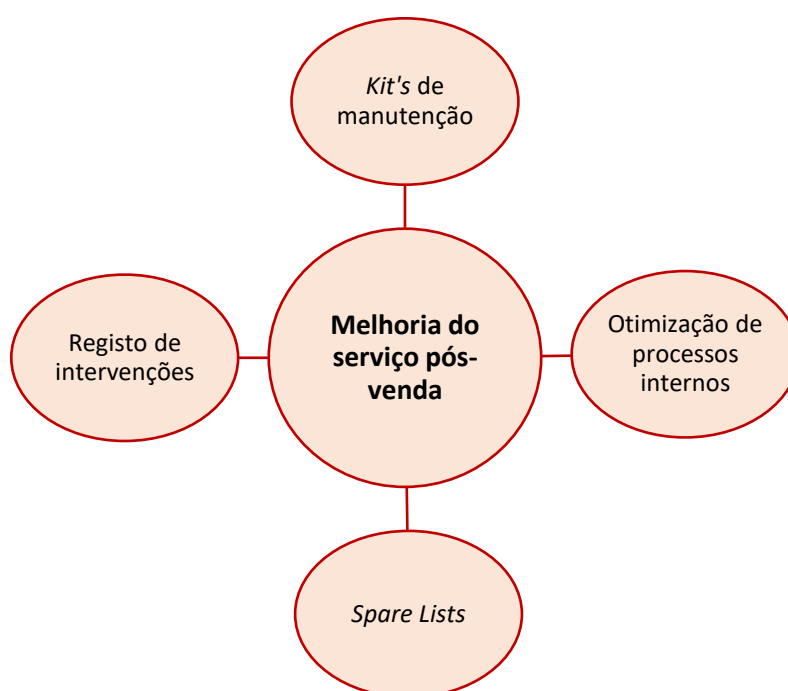 Kit's de
manutenção
Registo de
intervenções
Melhoria do
serviço pós-
venda
Otimização de
processos
internos
Spare Lists